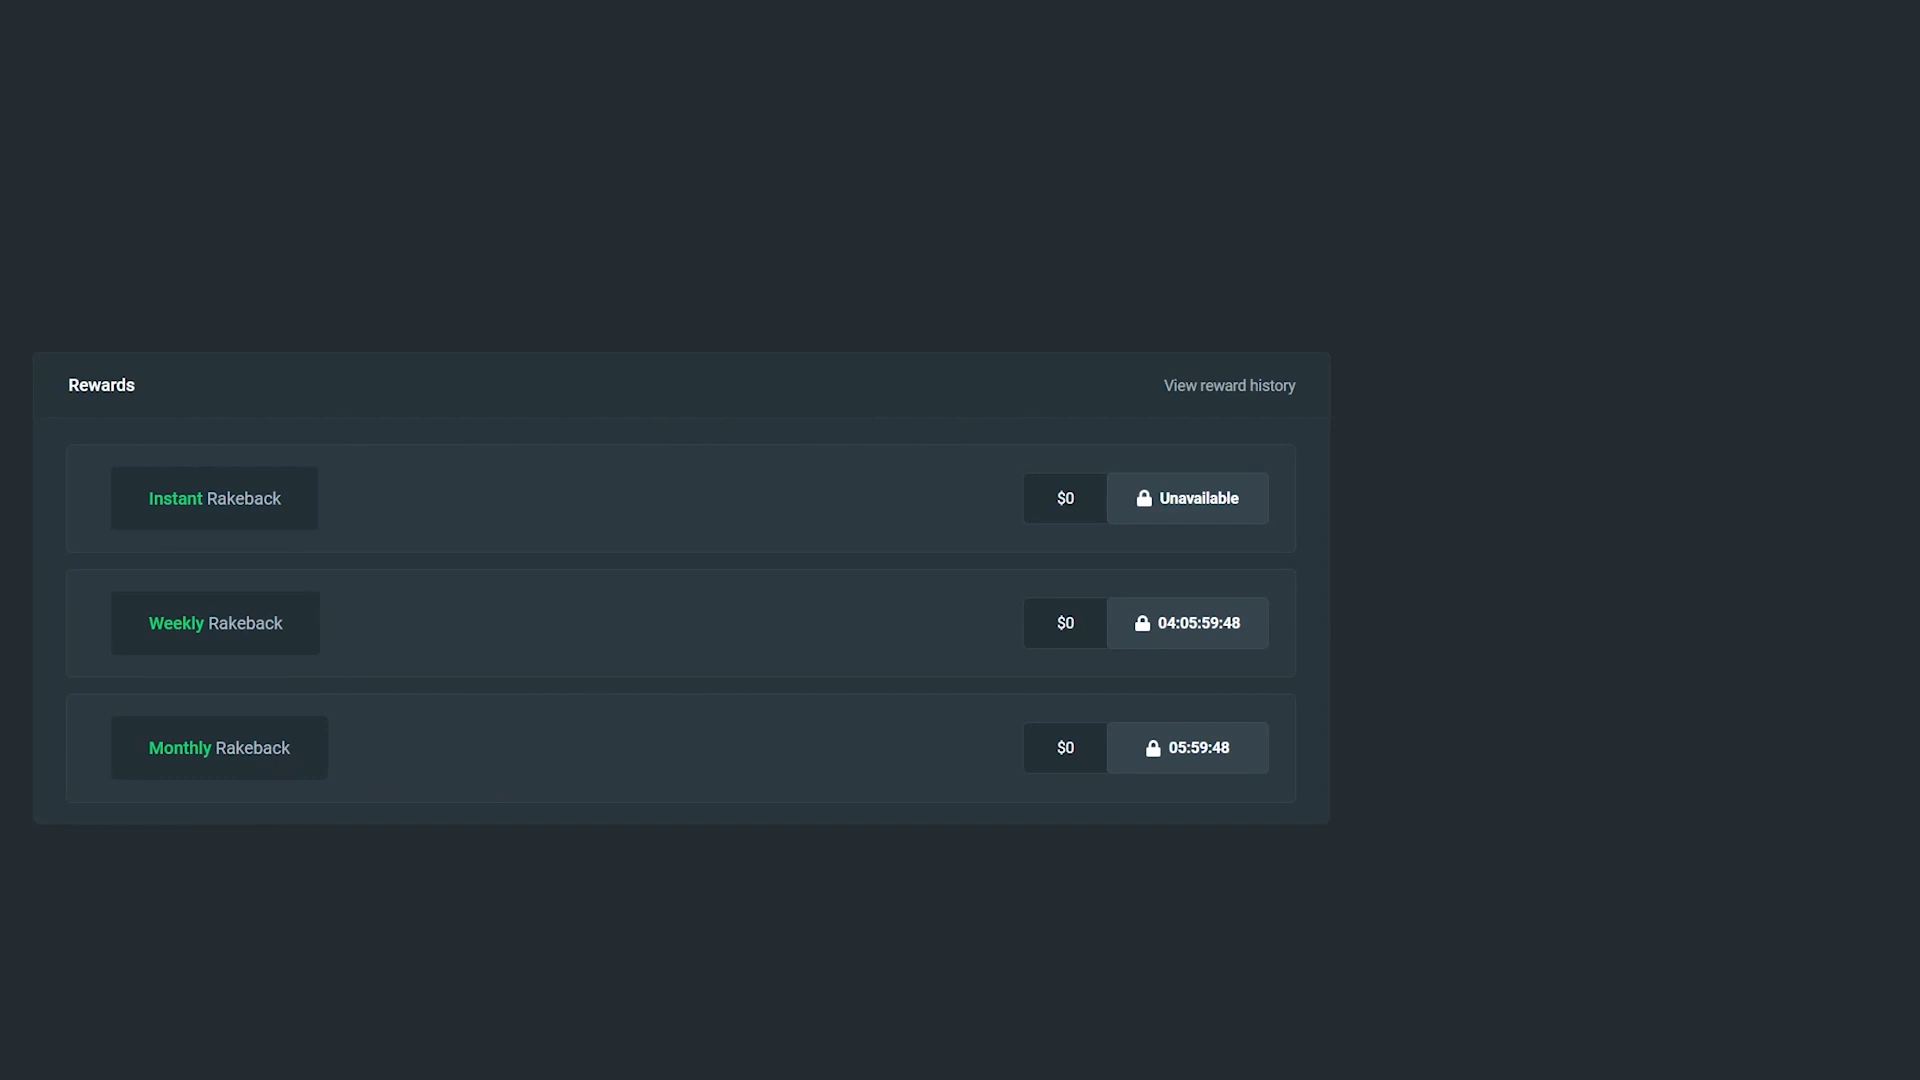 Rewards
View reward history
Instant Rakeback
$0
Unavailable
Weekly Rakeback
$0
04:05:59:48
Monthly Rakeback
$0
05:59:48